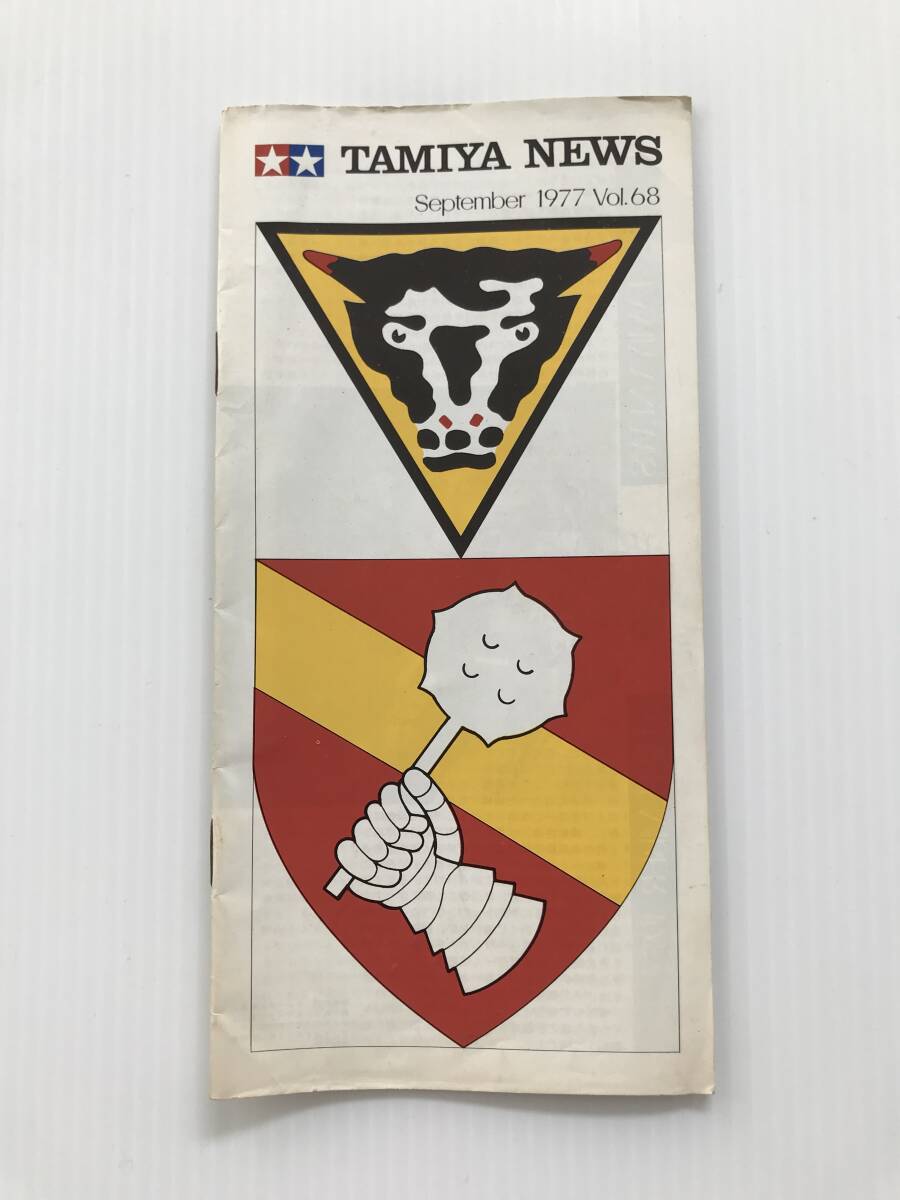 TAMIYA NEWS
September 1977 Vol.68